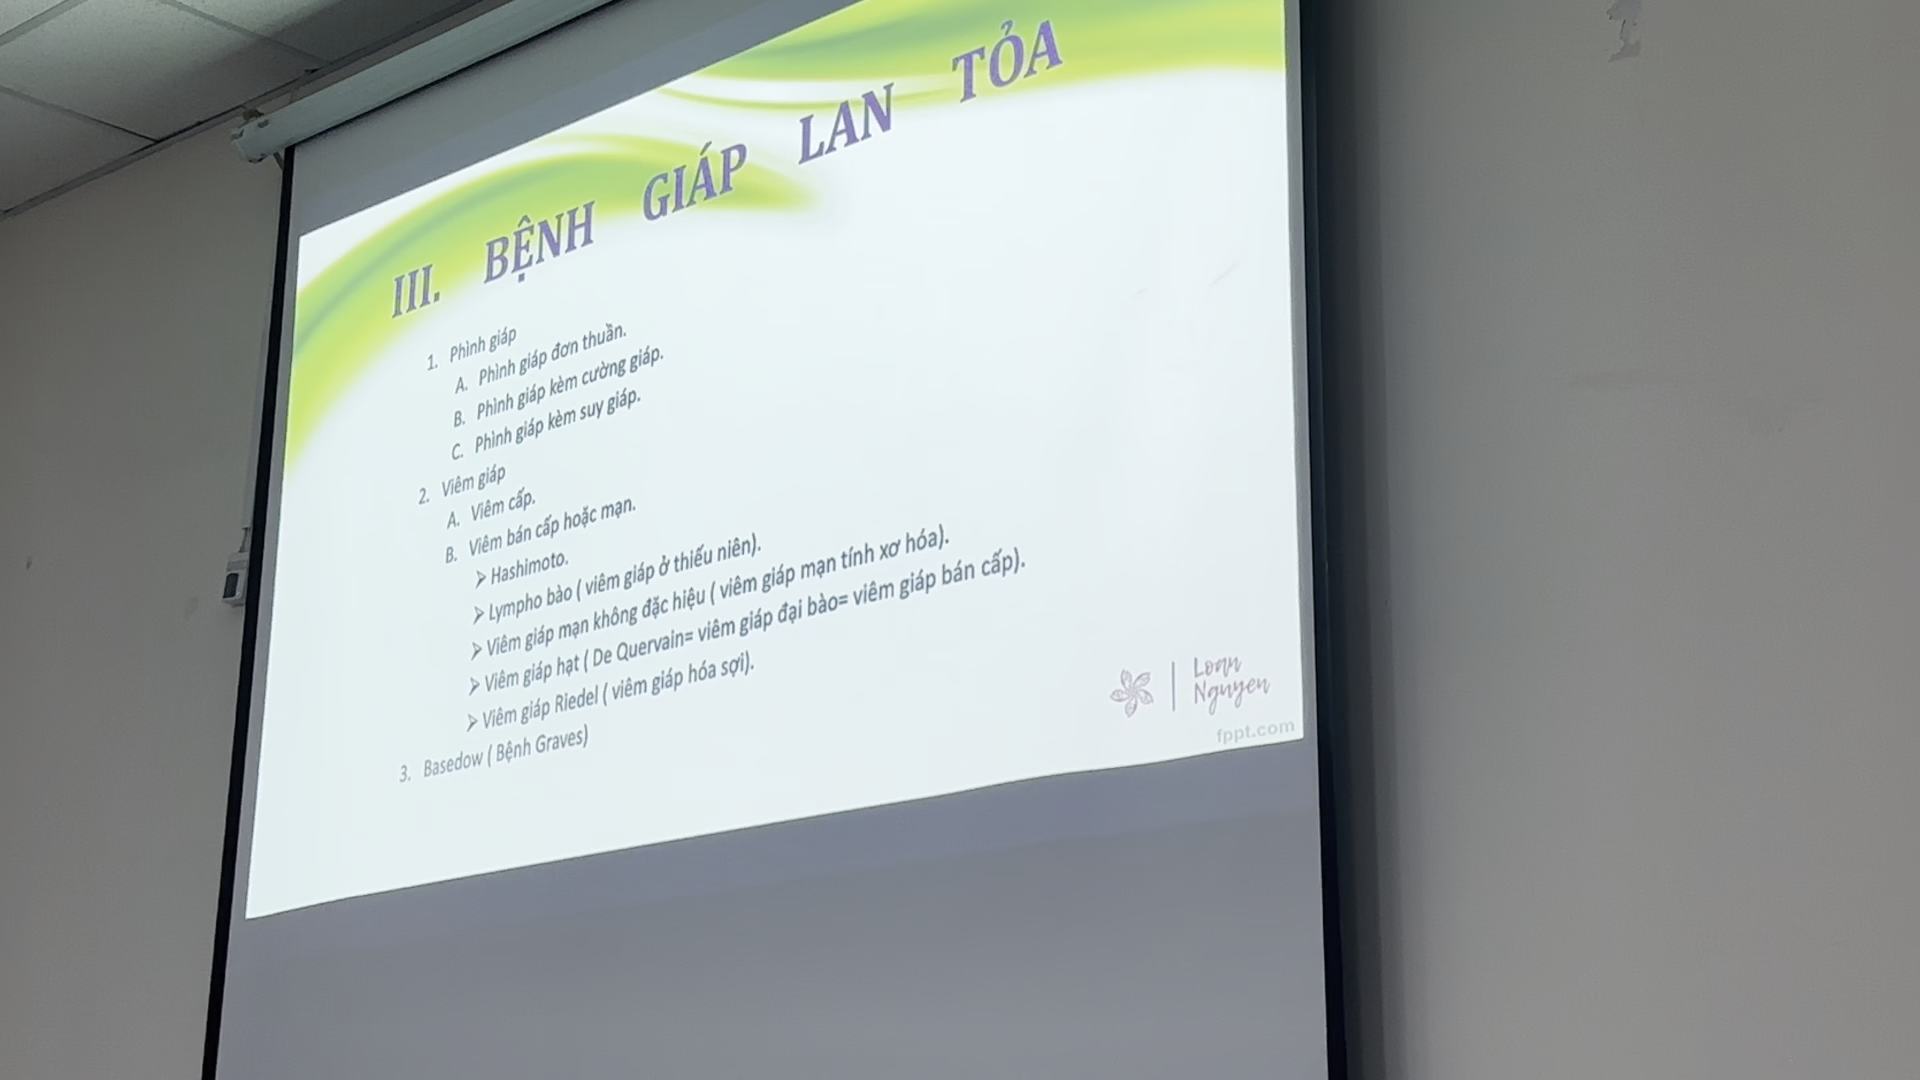 III. BỆNH GIÁP LAN TỎA
1. Phình giáp
A. Phình giáp đơn thuần.
B. Phình giáp kèm cường giáp.
C. Phình giáp kèm suy giáp.
2. Viêm giáp
A. Viêm cấp.
B. Viêm bán cấp hoặc mạn.
➢ Hashimoto.
➢ Lympho bào ( viêm giáp ở thiếu niên).
➢ Viêm giáp mạn không đặc hiệu ( viêm giáp mạn tính xơ hóa).
➢ Viêm giáp hạt ( De Quervain= viêm giáp đại bào= viêm giáp bán cấp).
➢ Viêm giáp Riedel ( viêm giáp hóa sợi).
3. Basedow ( Bệnh Graves)
Loan
Nguyen
fppt.com